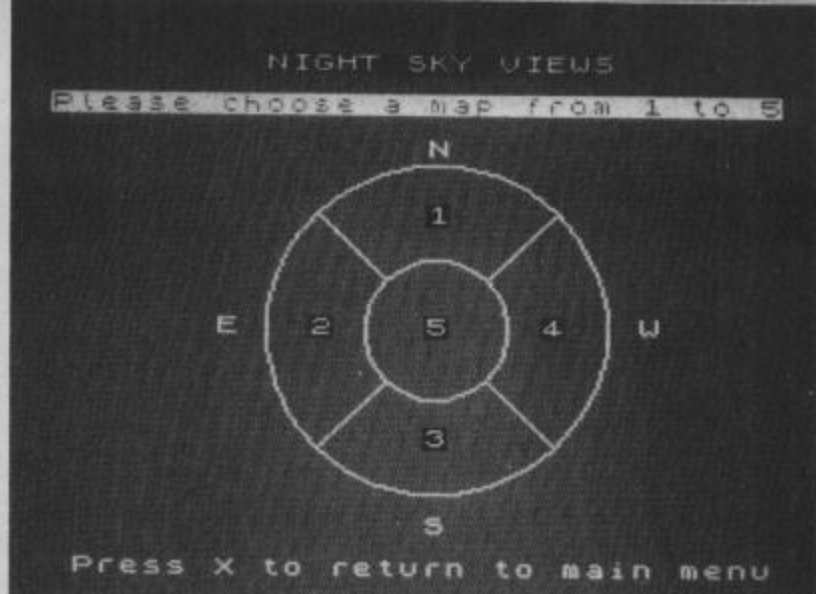 NIGHT SKY VIEWS
Please choose a map from 1 to 5
N
1
E 2 5 4 W
3
S
Press X to return to main menu